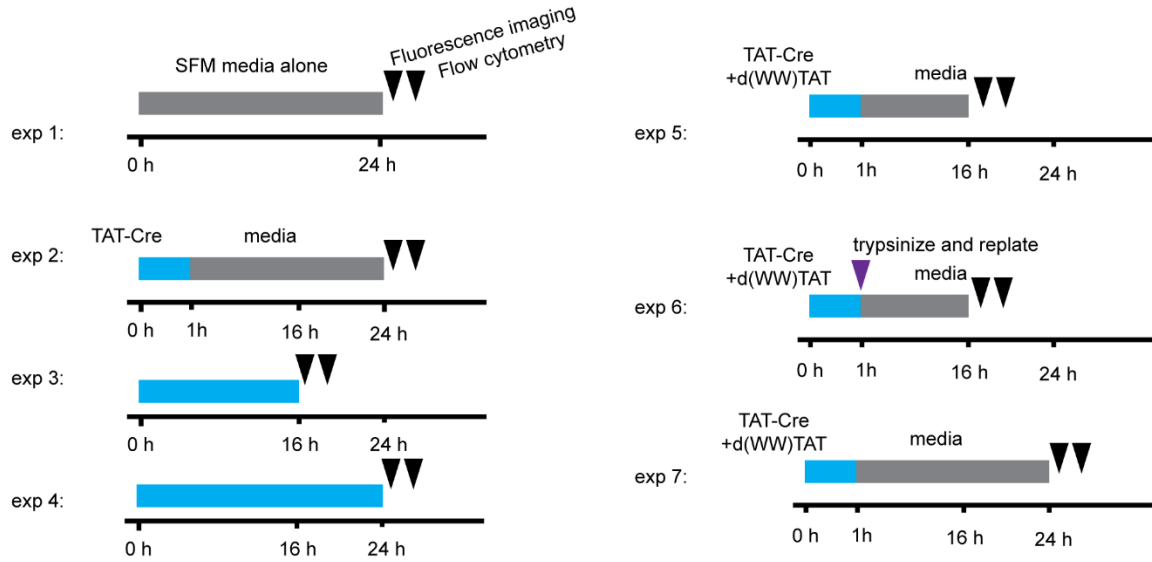 Fluorescence imaging
Flow cytometry
SFM media alone
exp 1:
0 h 24 h
TAT-Cre media
exp 2:
0 h 1h 16 h 24 h
exp 3:
0 h 16 h 24 h
exp 4:
0 h 16 h 24 h
TAT-Cre
+d(WW)TAT media
exp 5:
0 h 1h 16 h 24 h
trypsinize and replate
TAT-Cre
+d(WW)TAT media
exp 6:
0 h 1h 16 h 24 h
TAT-Cre
+d(WW)TAT media
exp 7:
0 h 1h 16 h 24 h